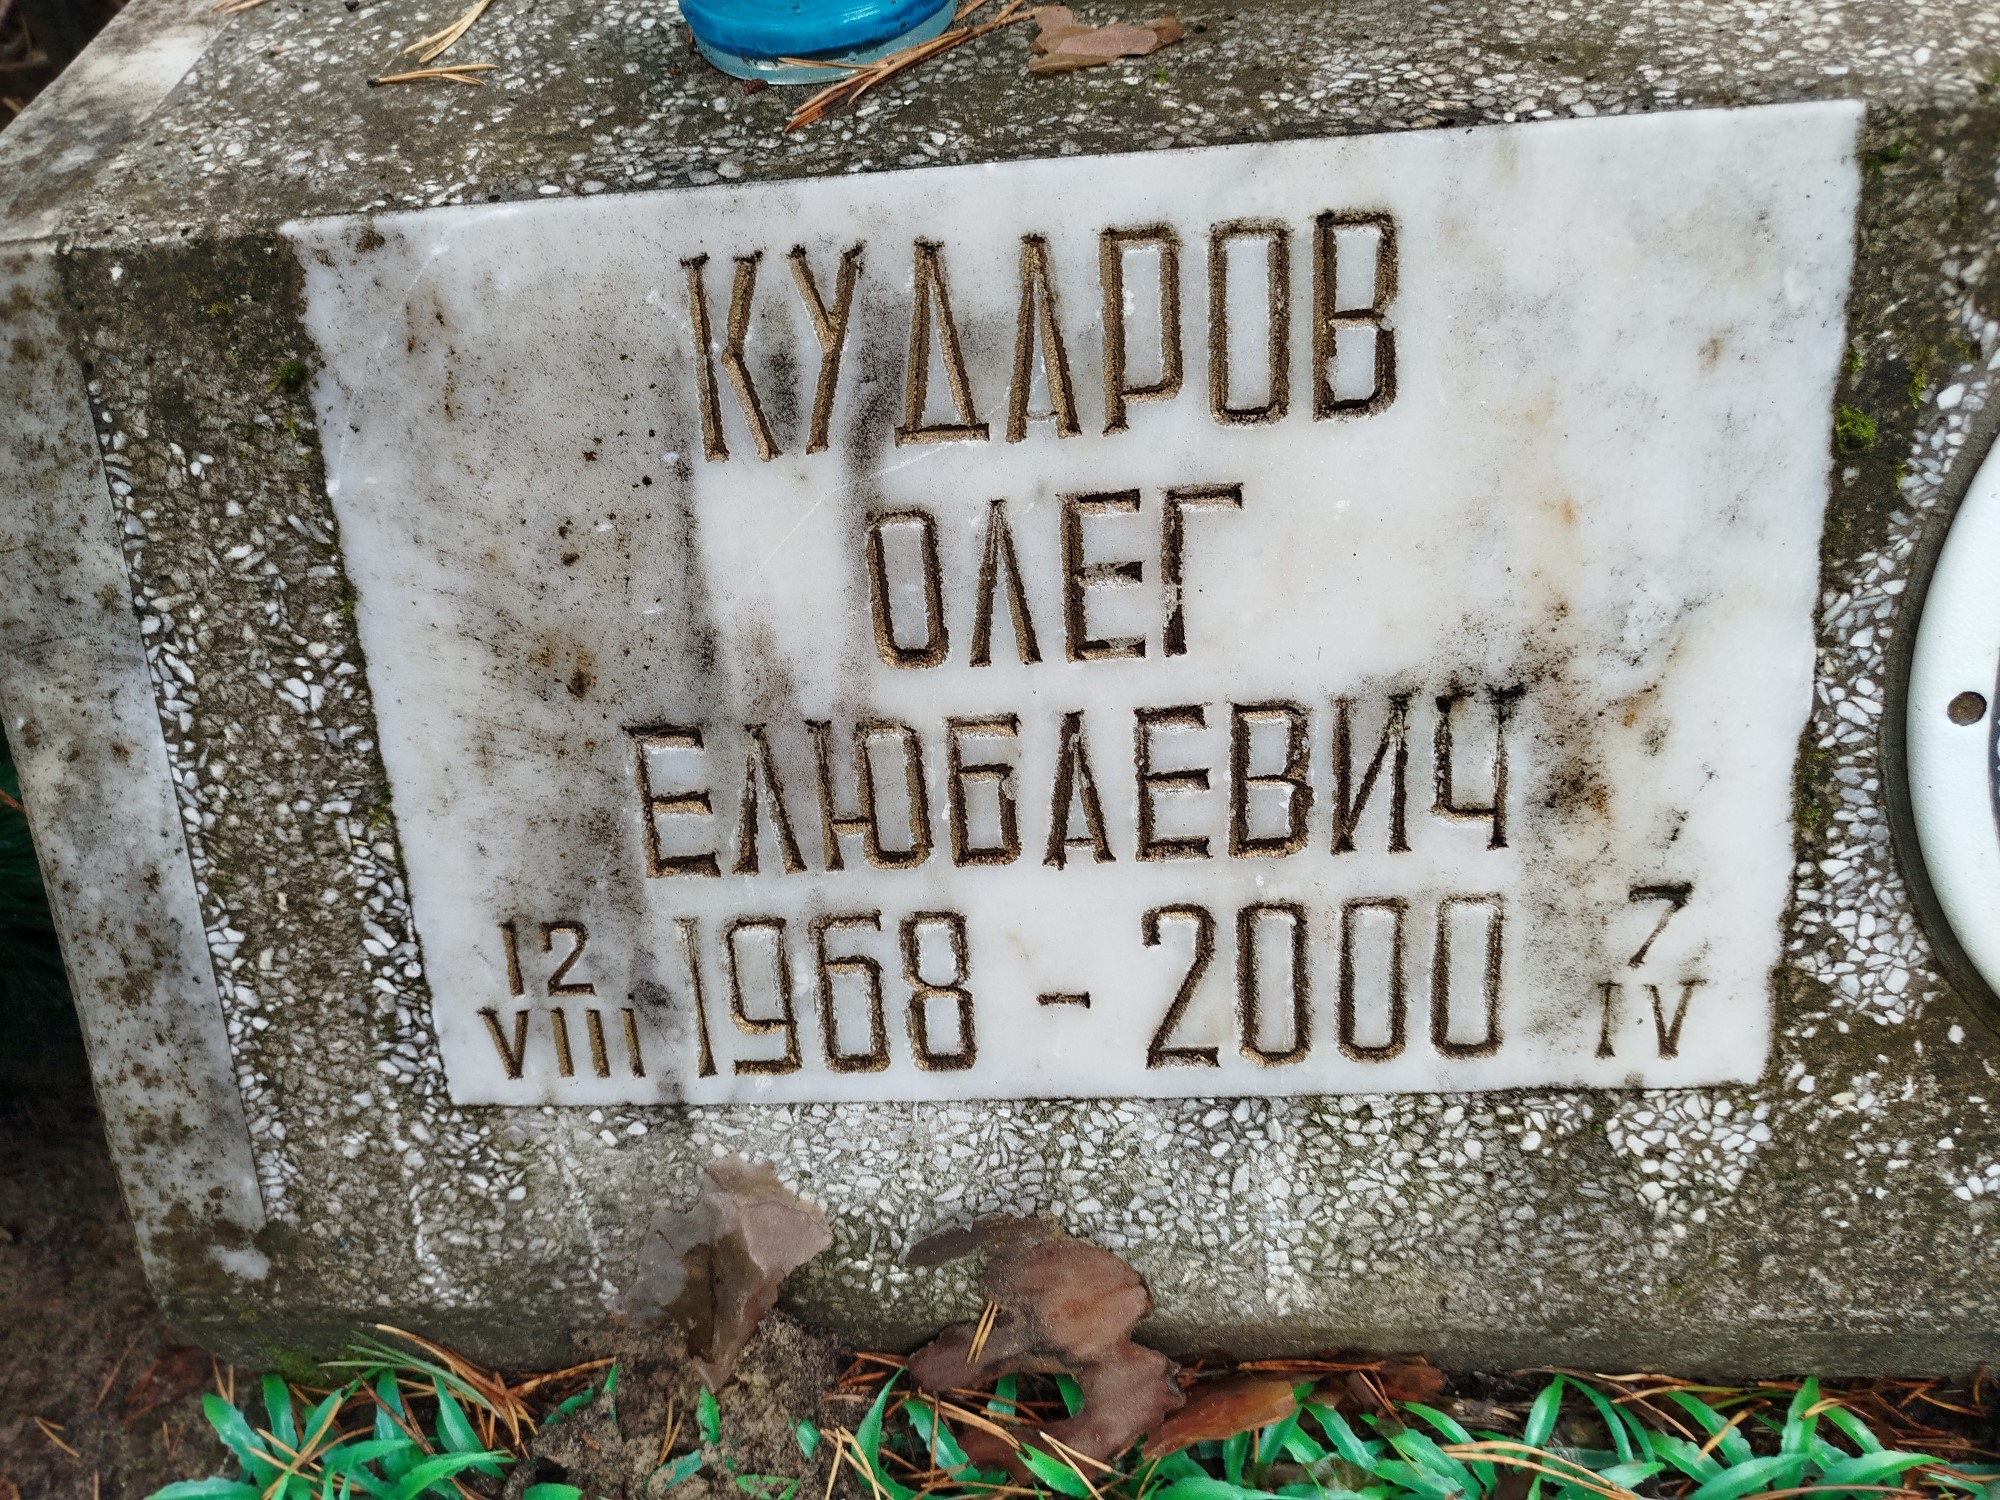 КУДАРОВ
ОЛЕГ
ЕЛЮБАЕВИЧ
12 VIII 1968 - 2000 7 IV